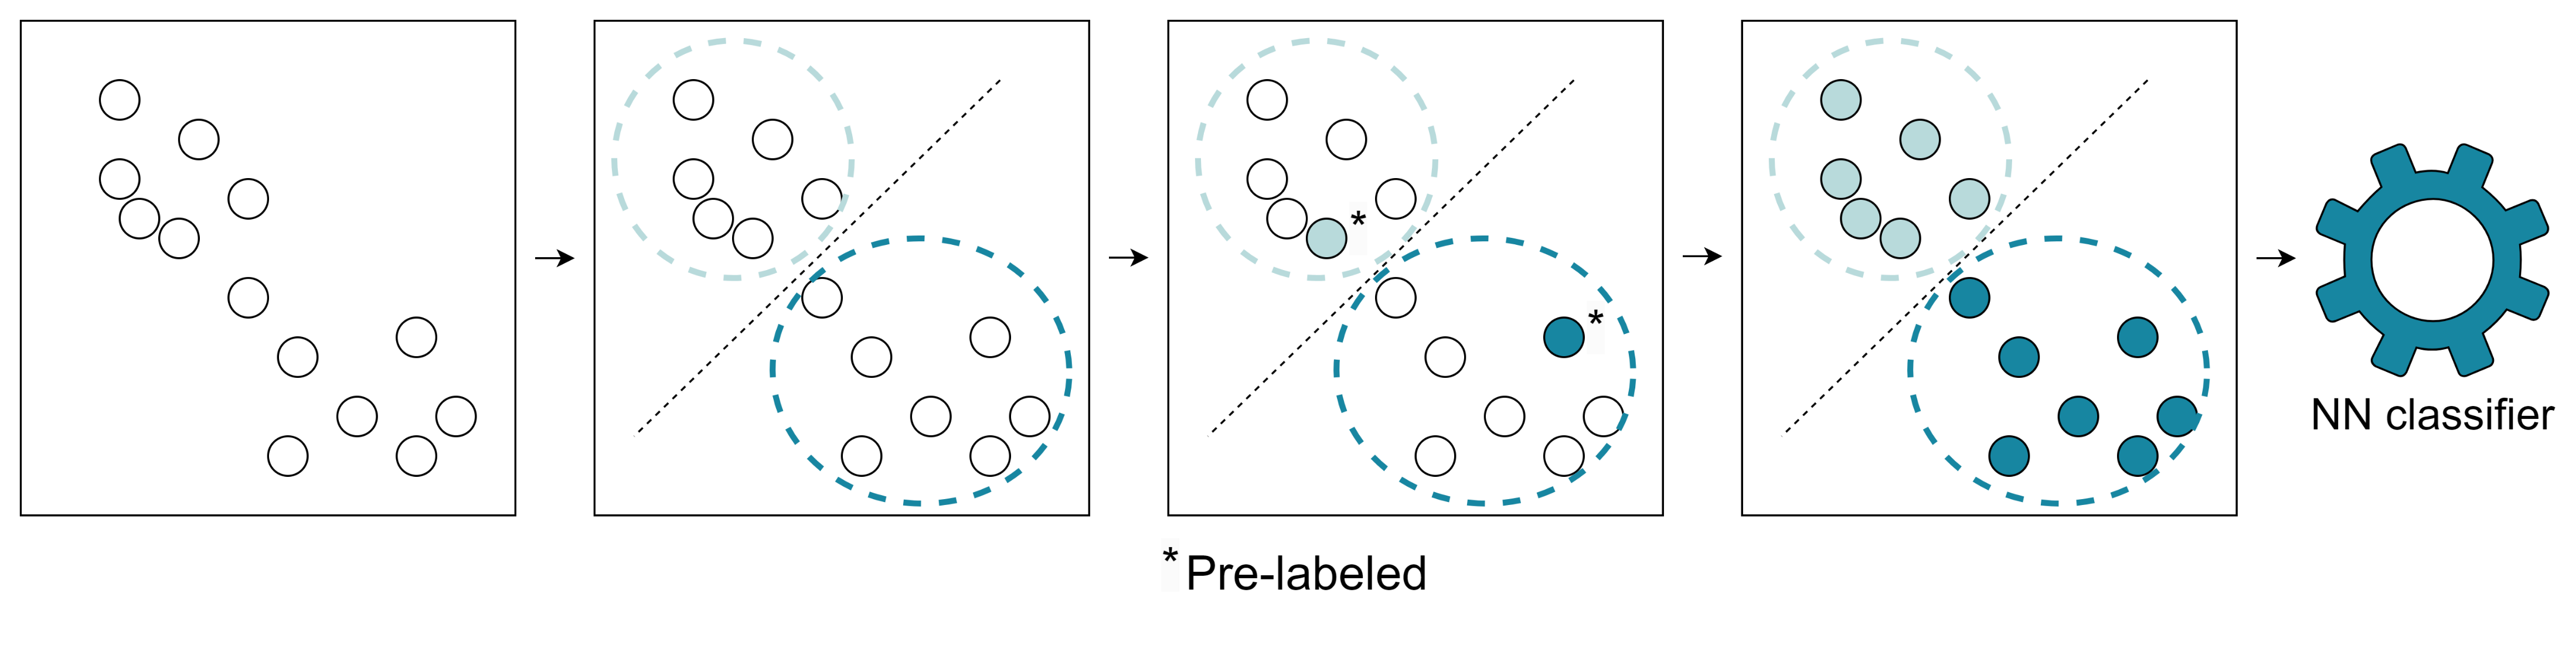 *
*
NN classifier
* Pre-labeled